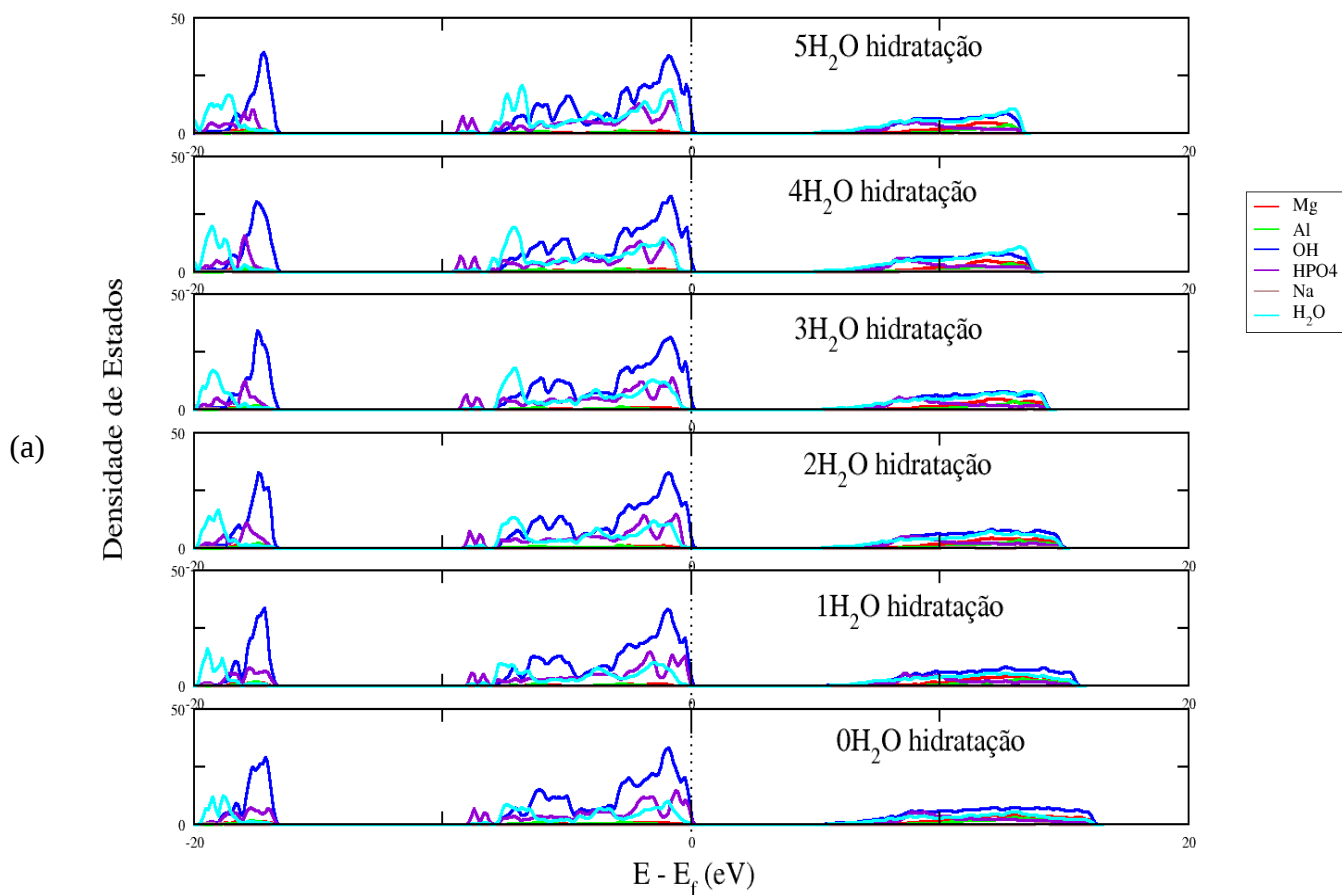 50
5H₂O hidratação
0
-20
0
20
50
4H₂O hidratação
0
-20
0
20
50
3H₂O hidratação
0
-20
0
20
50
2H₂O hidratação
0
-20
0
20
50
1H₂O hidratação
0
-20
0
20
50
0H₂O hidratação
0
-20
0
20
E - E_f (eV)
Densidade de Estados
(a)
Mg
Al
OH
HPO4
Na
H₂O